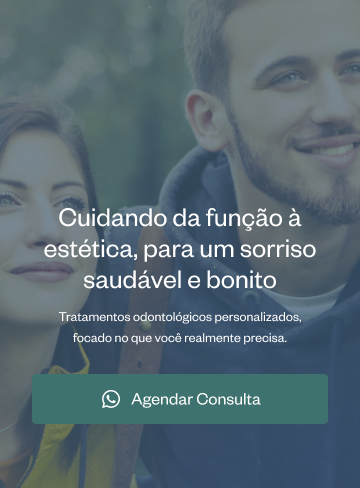 Cuidando da função à
estética, para um sorriso
saudável e bonito
Tratamentos odontológicos personalizados,
focado no que você realmente precisa.
Agendar Consulta